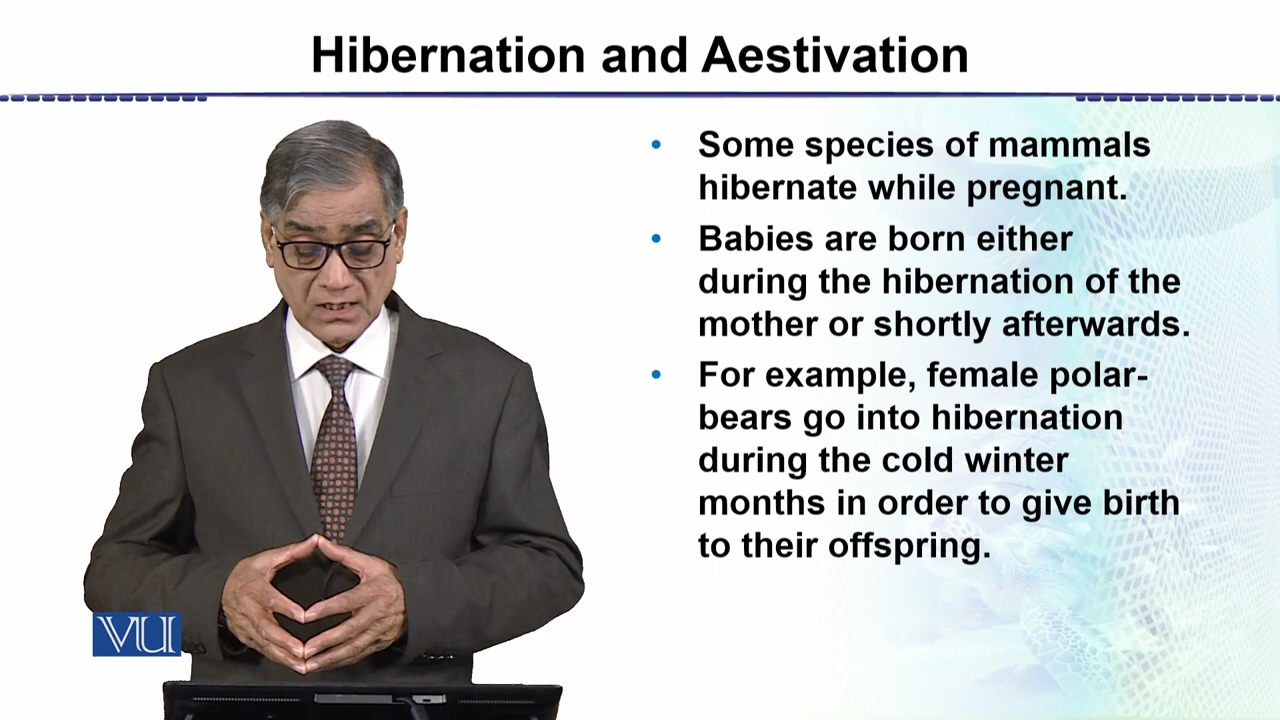 Hibernation and Aestivation
• Some species of mammals
hibernate while pregnant.
• Babies are born either
during the hibernation of the
mother or shortly afterwards.
• For example, female polar-
bears go into hibernation
during the cold winter
months in order to give birth
to their offspring.
VU